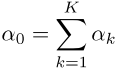 α₀ = ∑_{k=1}^{K} α_k